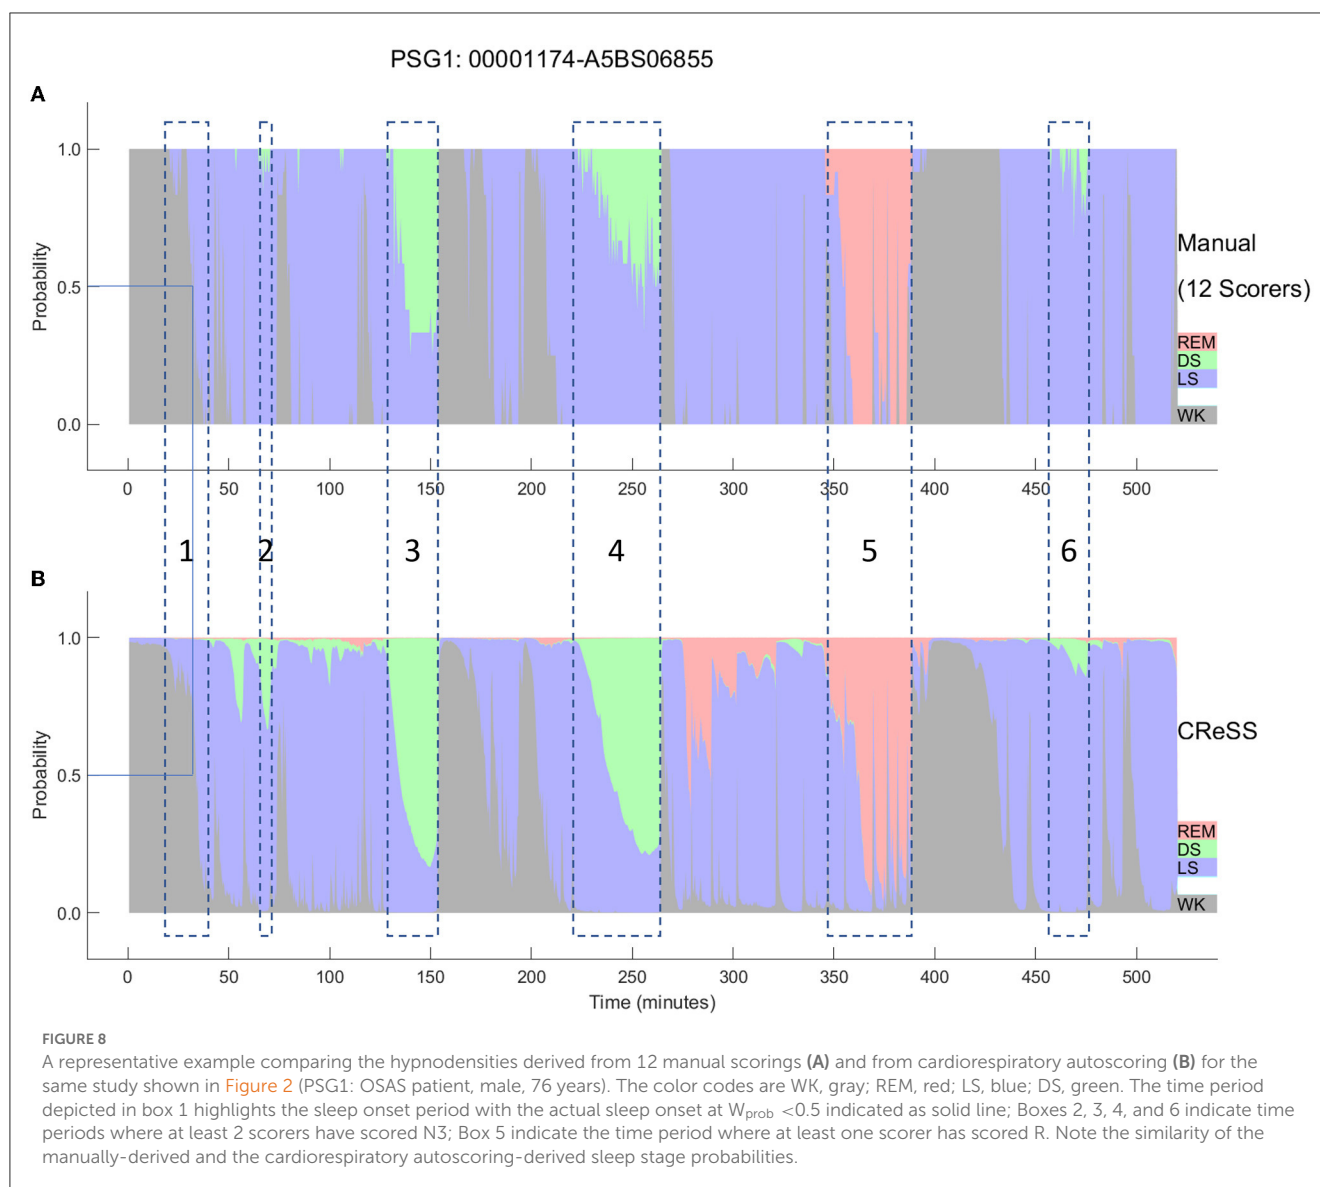 PSG1: 00001174-A5BS06855
A
1.0
0.5
0.0
Probability
Manual
(12 Scorers)
REM
DS
LS
WK
0 50 100 150 200 250 300 350 400 450 500
1 2 3 4 5 6
B
1.0
0.5
0.0
Probability
CReSS
REM
DS
LS
WK
0 50 100 150 200 250 300 350 400 450 500
Time (minutes)
FIGURE 8
A representative example comparing the hypnodensities derived from 12 manual scorings (A) and from cardiorespiratory autoscoring (B) for the
same study shown in Figure 2 (PSG1: OSAS patient, male, 76 years). The color codes are WK, gray; REM, red; LS, blue; DS, green. The time period
depicted in box 1 highlights the sleep onset period with the actual sleep onset at Wprob <0.5 indicated as solid line; Boxes 2, 3, 4, and 6 indicate time
periods where at least 2 scorers have scored N3; Box 5 indicate the time period where at least one scorer has scored R. Note the similarity of the
manually-derived and the cardiorespiratory autoscoring-derived sleep stage probabilities.